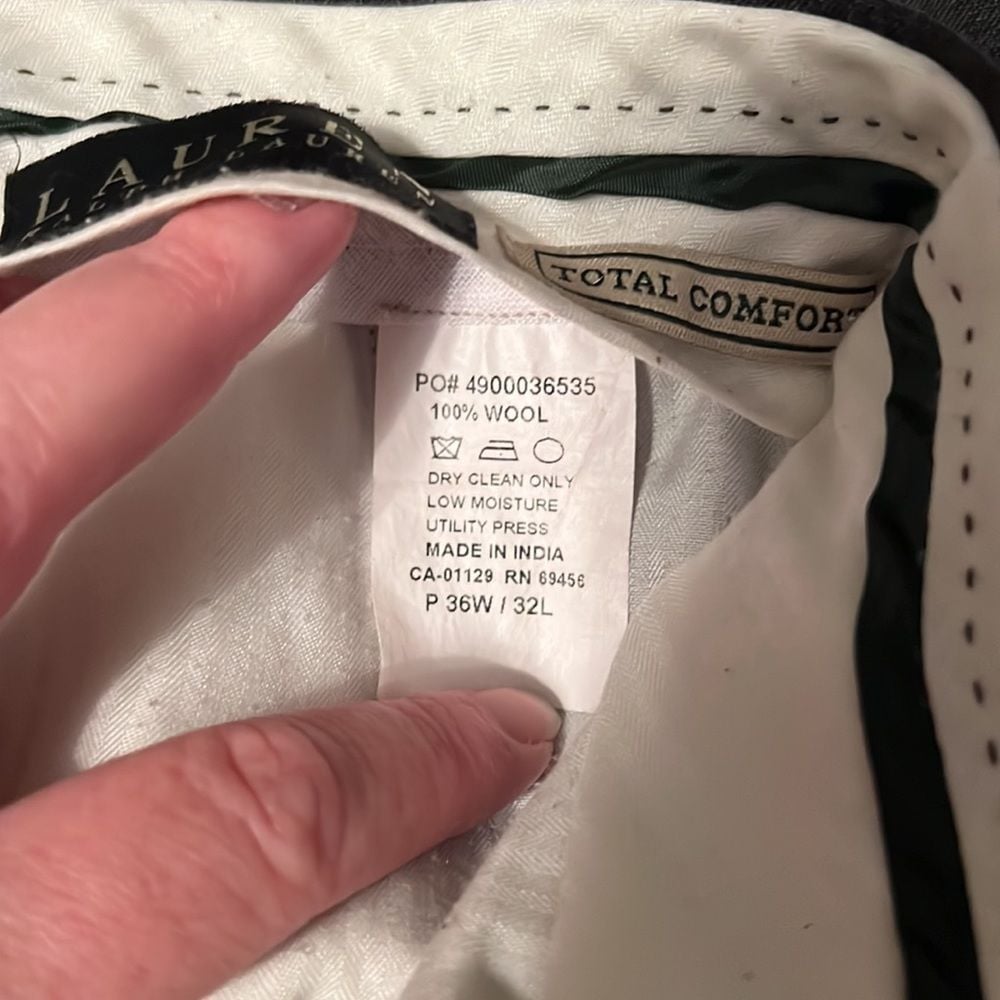 LAUREN
TOTAL COMFORT
PO# 4900036535
100% WOOL
DRY CLEAN ONLY
LOW MOISTURE
UTILITY PRESS
MADE IN INDIA
CA-01129 RN 69456
P 36W / 32L